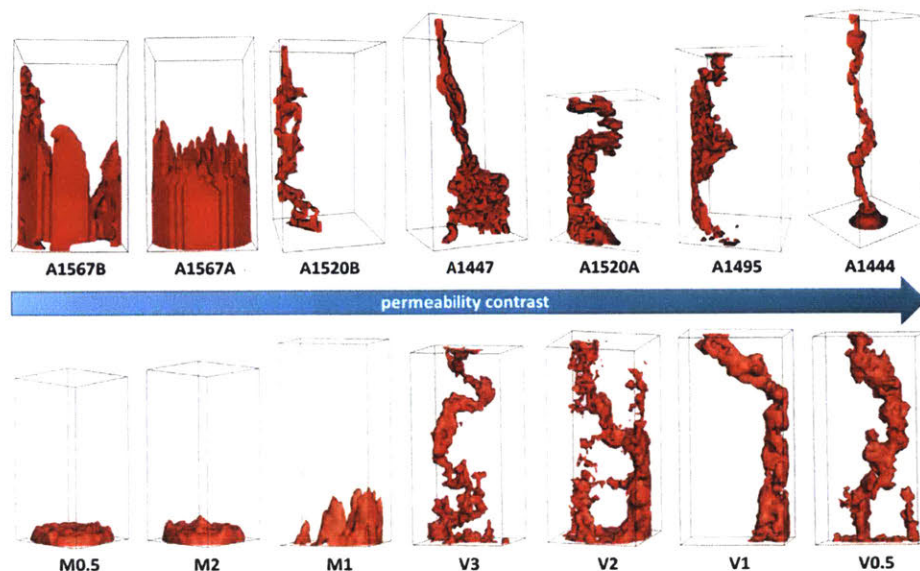 A1567B A1567A A1520B A1447 A1520A A1495 A1444
permeability contrast
M0.5 M2 M1 V3 V2 V1 V0.5